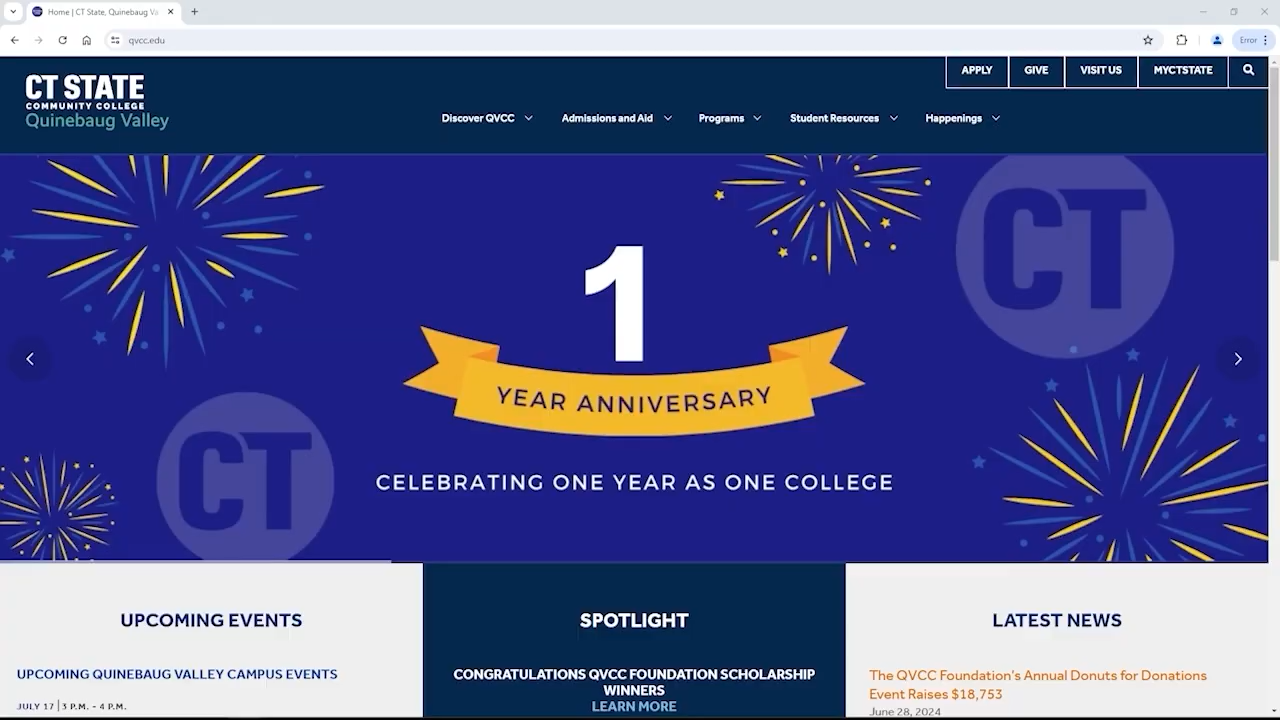 Home | CT State, Quinebaug Va
qvcc.edu
Error
APPLY GIVE VISIT US MYCTSTATE
CT STATE
COMMUNITY COLLEGE
Quinebaug Valley
Discover QVCC Admissions and Aid Programs Student Resources Happenings
CT
1
YEAR ANNIVERSARY
CT
CELEBRATING ONE YEAR AS ONE COLLEGE
UPCOMING EVENTS
UPCOMING QUINEBAUG VALLEY CAMPUS EVENTS
JULY 17 | 3 P.M. - 4 P.M.
SPOTLIGHT
CONGRATULATIONS QVCC FOUNDATION SCHOLARSHIP
WINNERS
LEARN MORE
LATEST NEWS
The QVCC Foundation's Annual Donuts for Donations
Event Raises $18,753
June 28, 2024